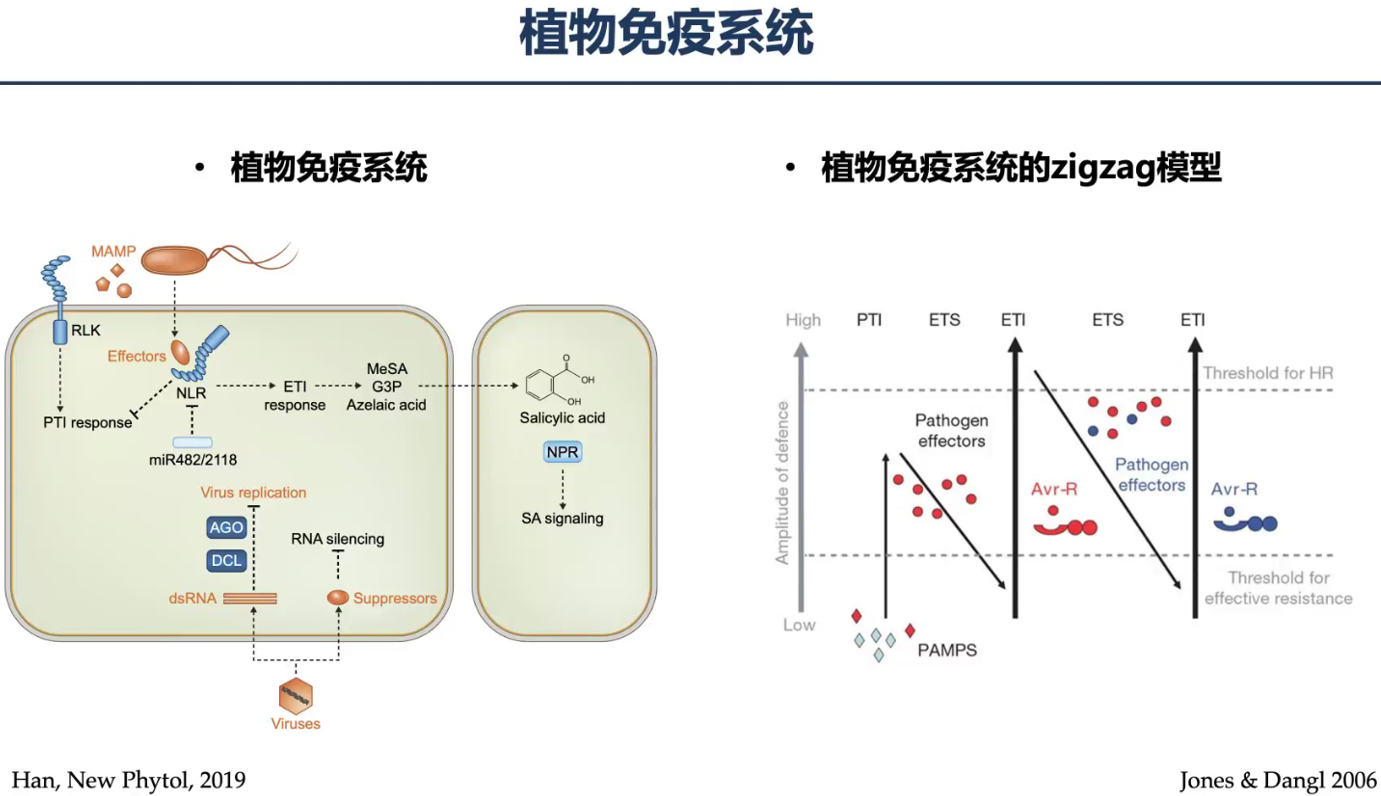 植物免疫系统
• 植物免疫系统
MAMP
RLK
Effectors
NLR
PTI response
ETI
response
MeSA
G3P
Azelaic acid
miR482/2118
Virus replication
AGO
DCL
RNA silencing
dsRNA
Suppressors
Viruses
O
OH
OH
Salicylic acid
NPR
SA signaling
Han, New Phytol, 2019
• 植物免疫系统的zigzag模型
High
PTI
ETS
ETI
ETS
ETI
Threshold for HR
Amplitude of defence
Pathogen
effectors
Pathogen
effectors
Avr-R
Avr-R
Threshold for
effective resistance
Low
PAMPS
Jones & Dangl 2006